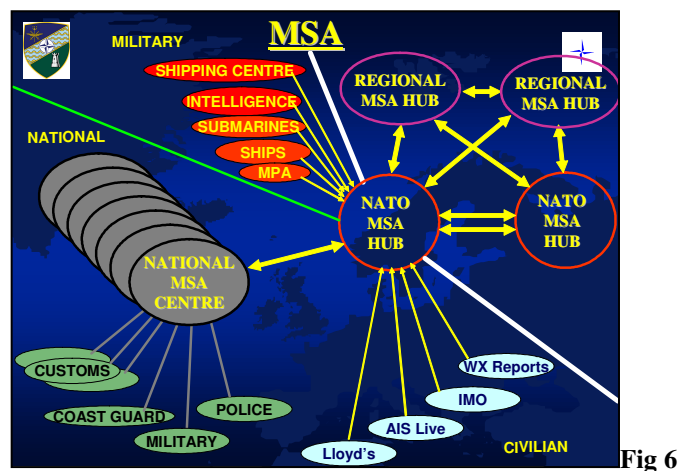 MSA
MILITARY
SHIPPING CENTRE
INTELLIGENCE
SUBMARINES
SHIPS
MPA
NATIONAL
REGIONAL
MSA HUB
REGIONAL
MSA HUB
NATO
MSA
HUB
NATO
MSA
HUB
NATIONAL
MSA
CENTRE
CUSTOMS
COAST GUARD
MILITARY
POLICE
WX Reports
IMO
AIS Live
Lloyd's
CIVILIAN
Fig 6